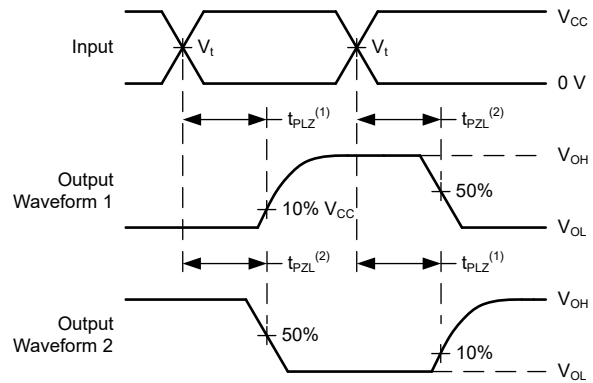 V_CC
Input
V_t
V_t
0 V
t_PLZ^(1)
t_PZL^(2)
V_OH
Output
Waveform 1
50%
10% V_CC
V_OL
t_PZL^(2)
t_PLZ^(1)
V_OH
Output
Waveform 2
50%
10%
V_OL